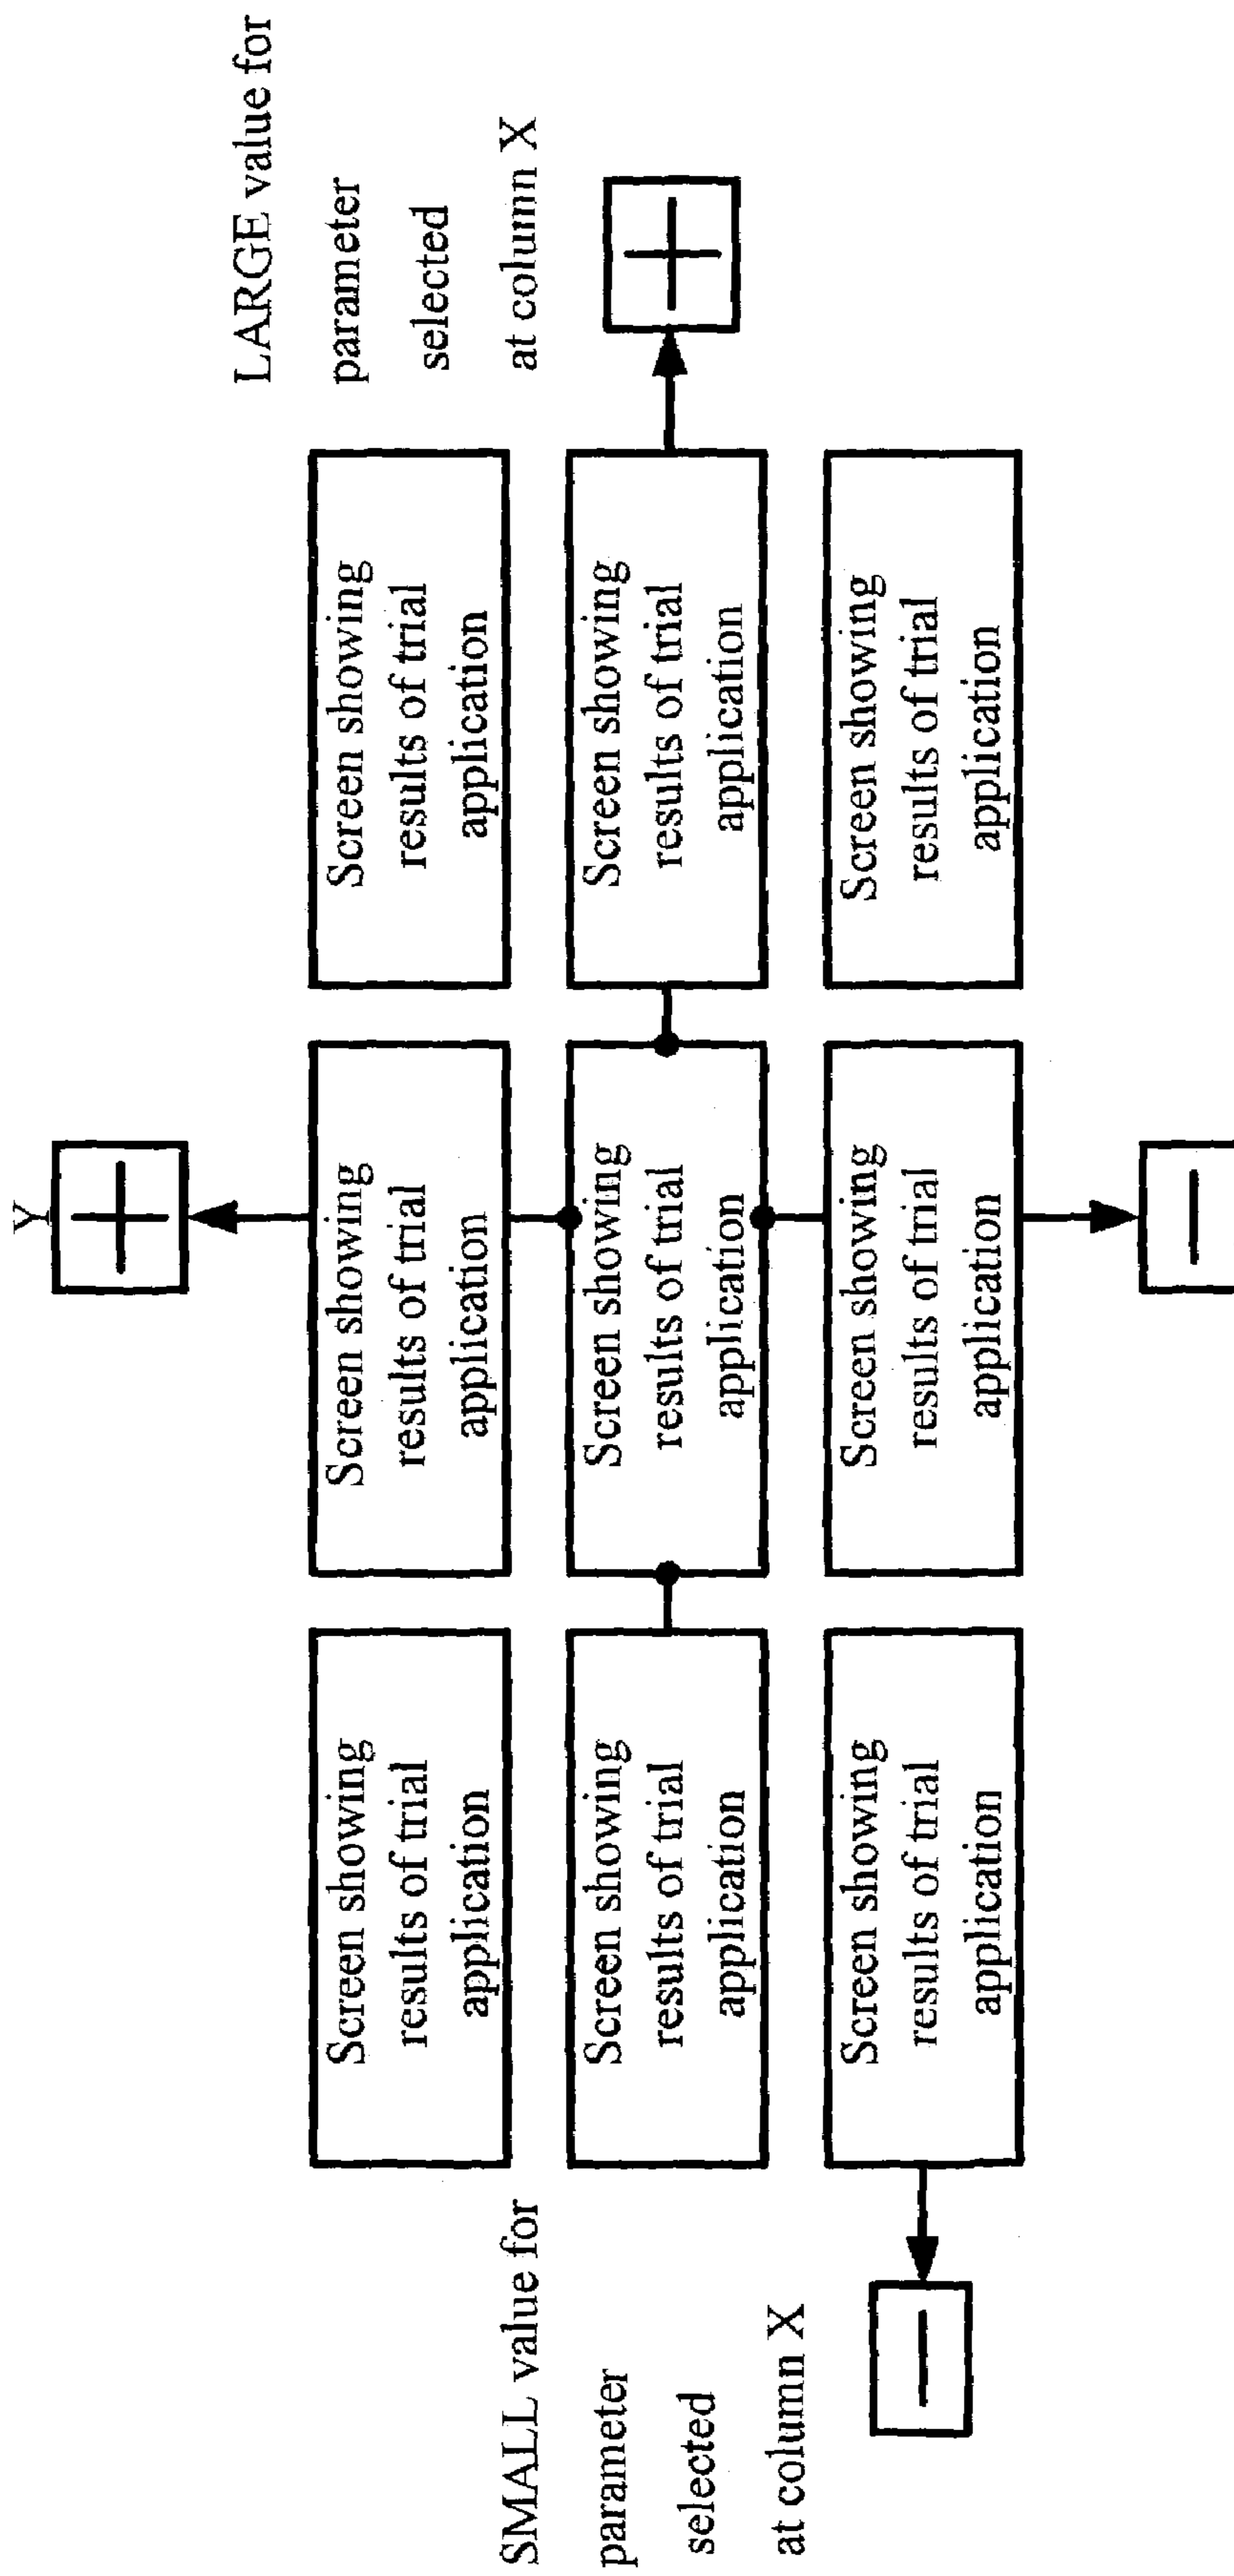 Y
+
LARGE value for
parameter
selected
at column X
+
Screen showing
results of trial
application
Screen showing
results of trial
application
Screen showing
results of trial
application
Screen showing
results of trial
application
Screen showing
results of trial
application
Screen showing
results of trial
application
Screen showing
results of trial
application
Screen showing
results of trial
application
Screen showing
results of trial
application
SMALL value for
parameter
selected
at column X
−
−